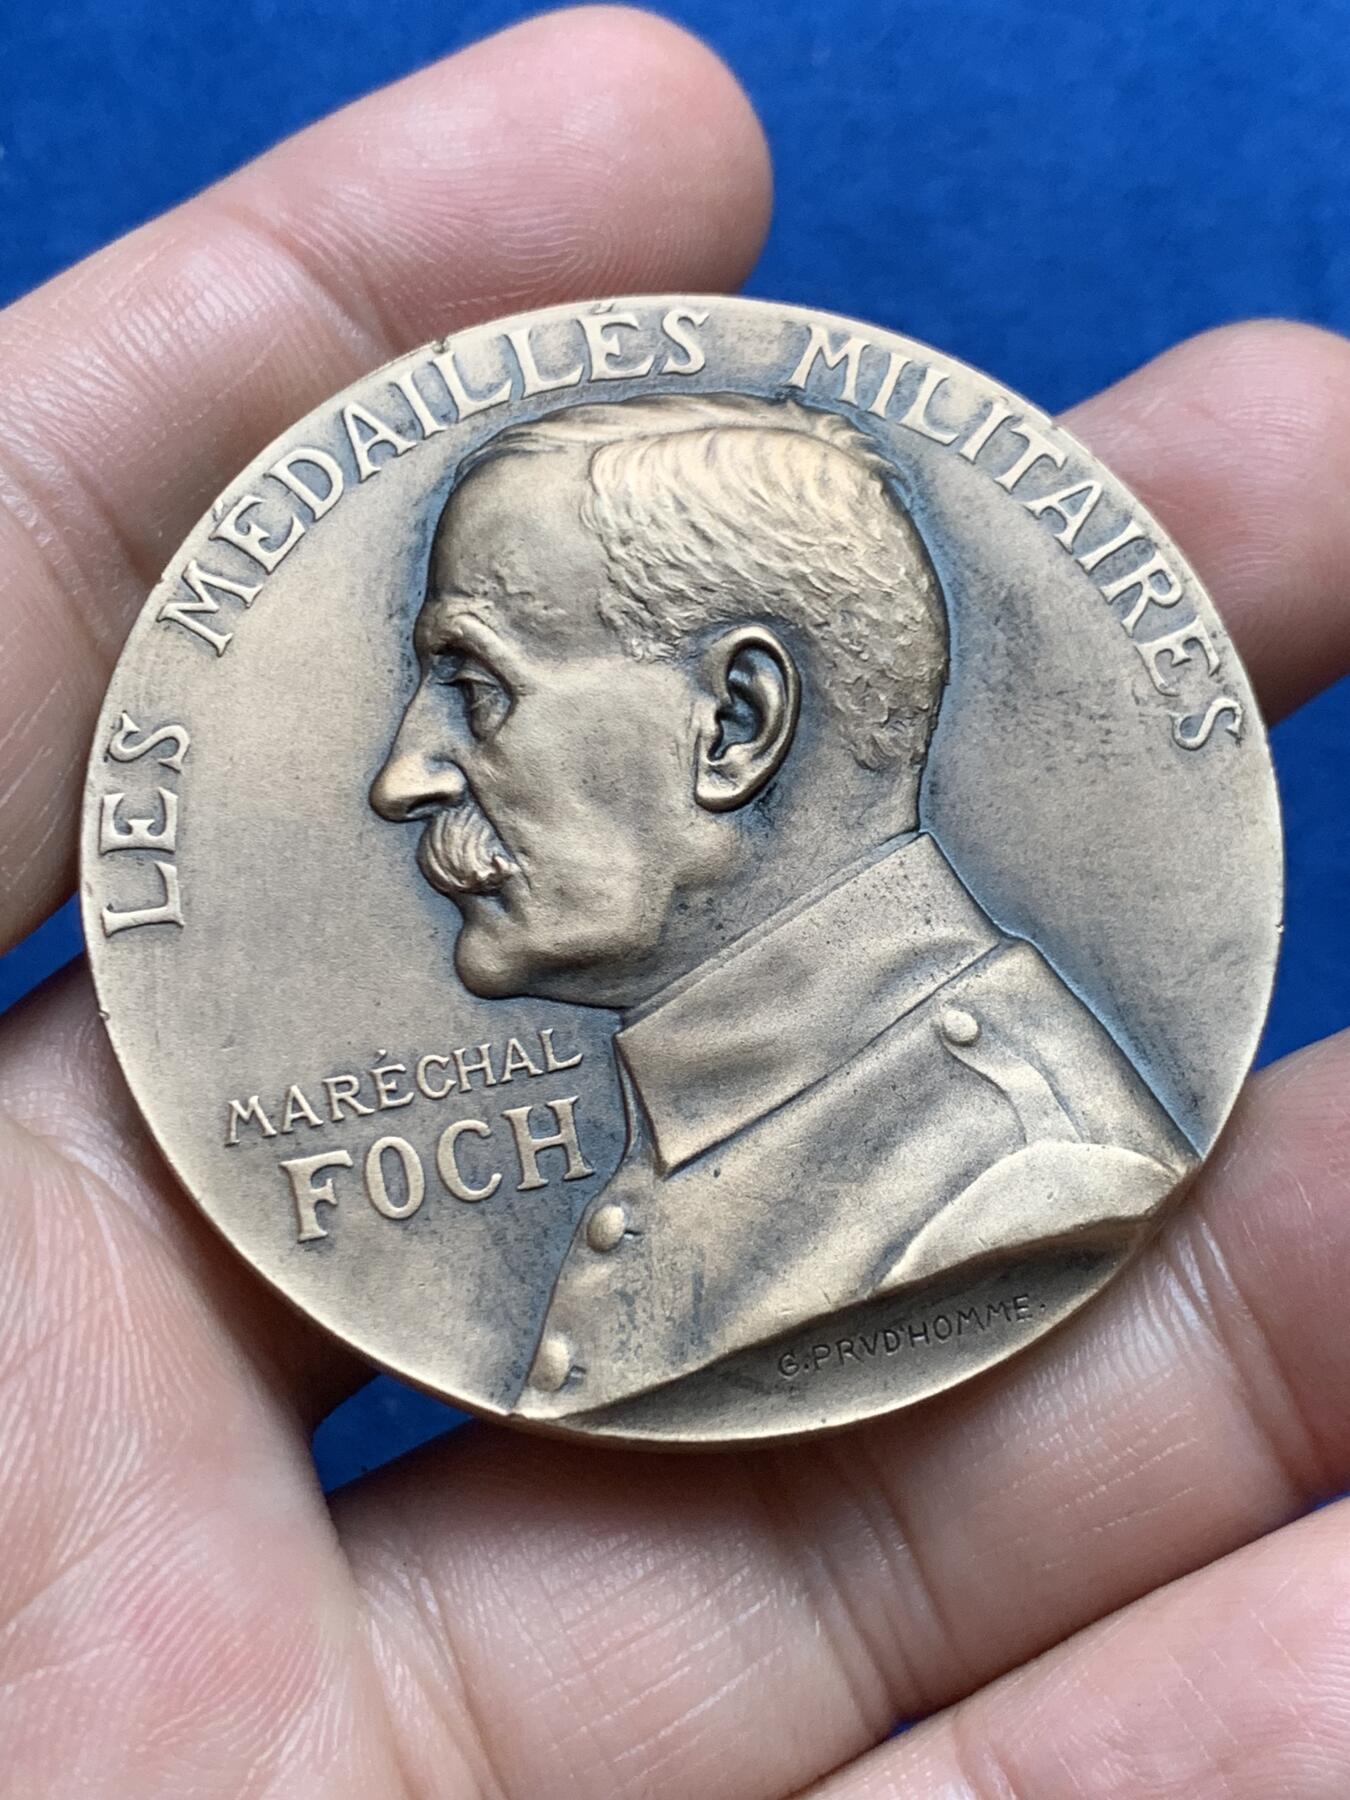 LES MÉDAILLÉS MILITAIRES
MARÉCHAL
FOCH
G.PRVD'HOMME.